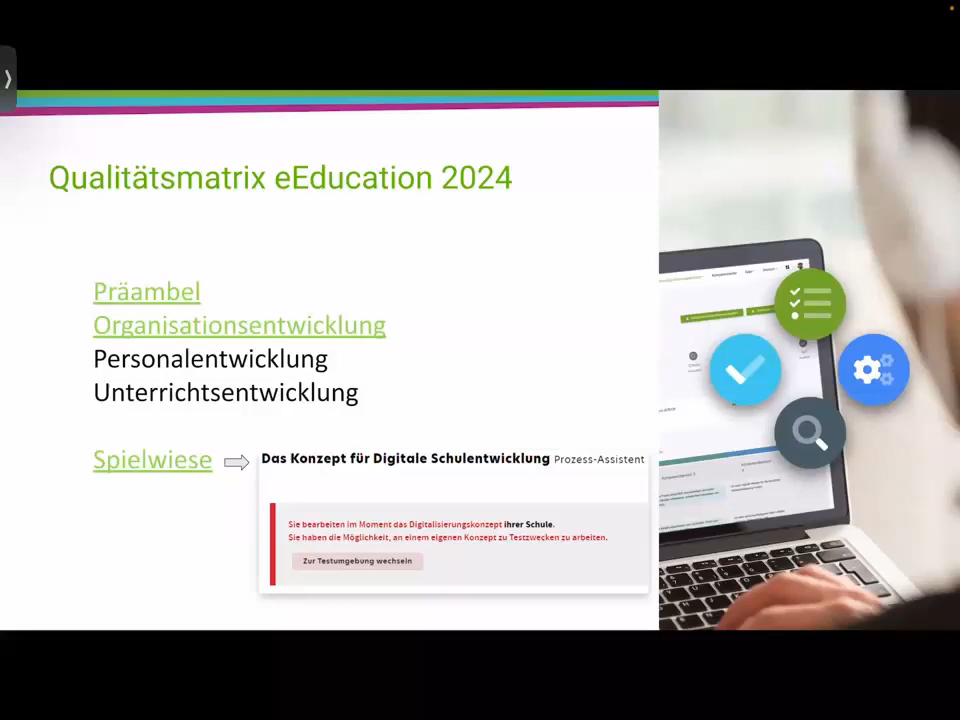 Qualitätsmatrix eEducation 2024
Präambel
Organisationsentwicklung
Personalentwicklung
Unterrichtsentwicklung
Spielwiese
Das Konzept für Digitale Schulentwicklung Prozess-Assistent
Sie bearbeiten im Moment das Digitalisierungskonzept ihrer Schule.
Sie haben die Möglichkeit, an einem eigenen Konzept zu Testzwecken zu arbeiten.
Zur Testumgebung wechseln